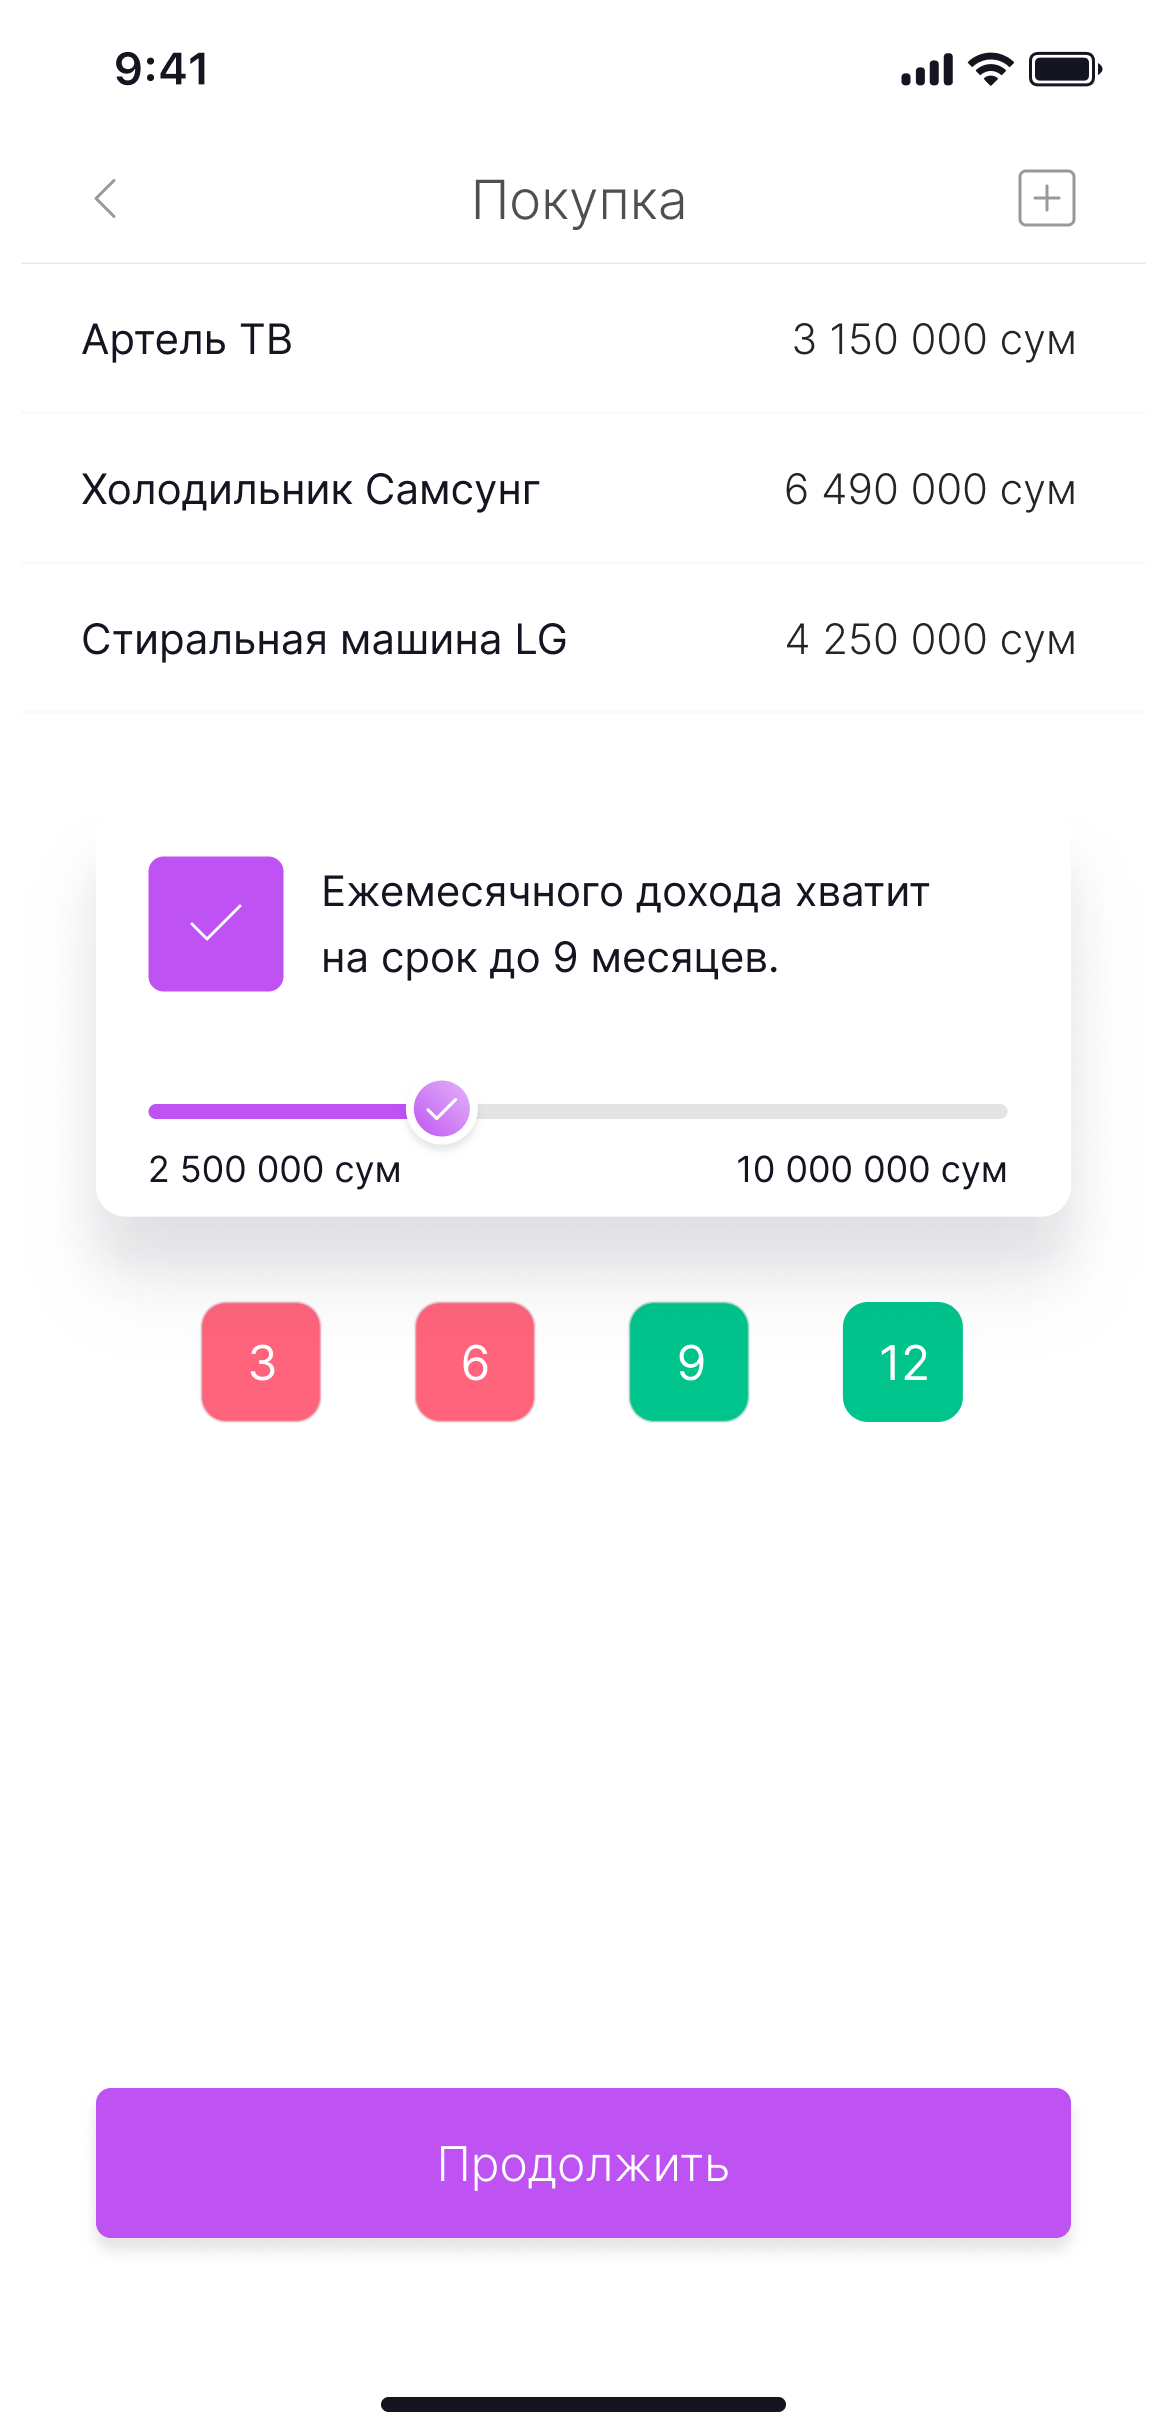 9:41
Покупка
Артель ТВ 3 150 000 сум
Холодильник Самсунг 6 490 000 сум
Стиральная машина LG 4 250 000 сум
Ежемесячного дохода хватит
на срок до 9 месяцев.
2 500 000 сум 10 000 000 сум
3 6 9 12
Продолжить